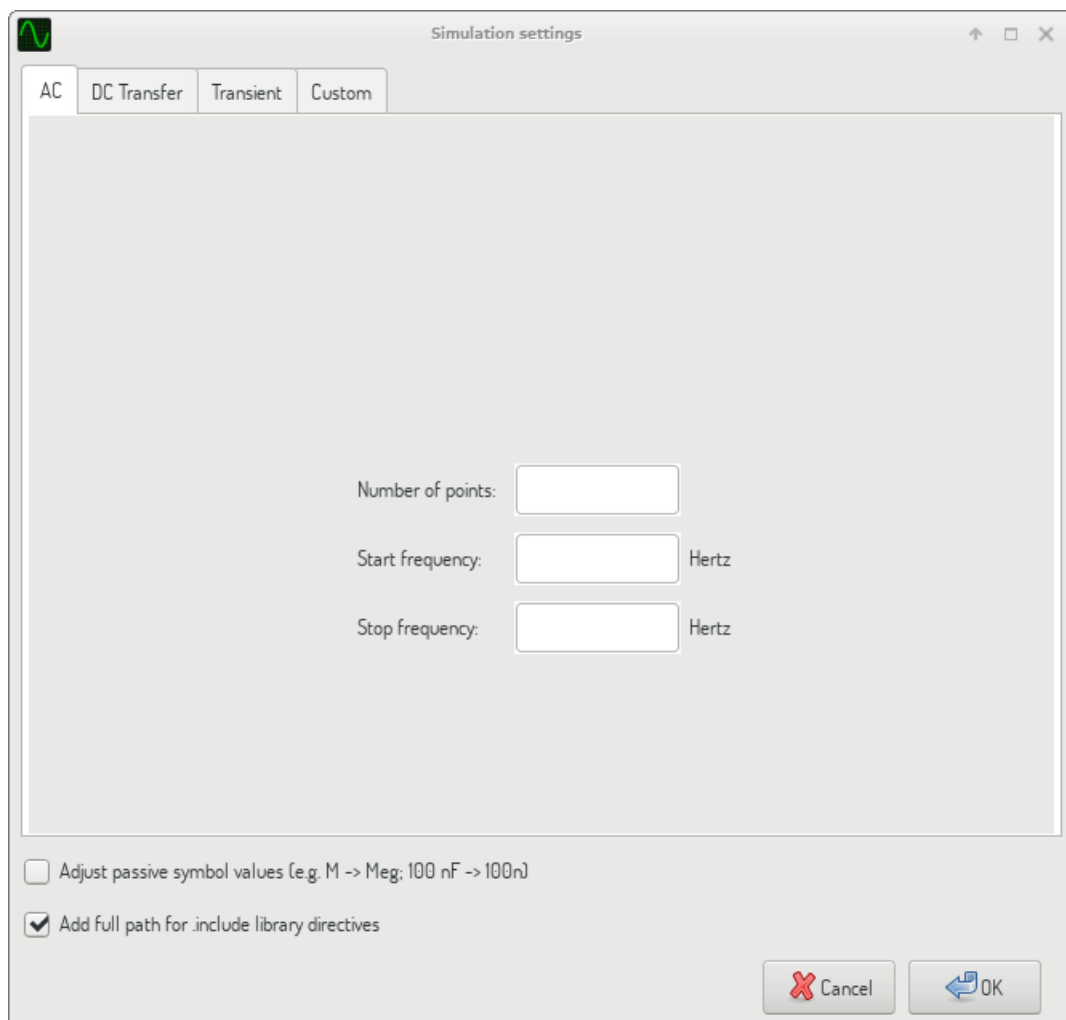 Simulation settings
AC DC Transfer Transient Custom
Number of points:
Start frequency: Hertz
Stop frequency: Hertz
Adjust passive symbol values (e.g. M -> Meg; 100 nF -> 100n)
Add full path for .include library directives
Cancel OK